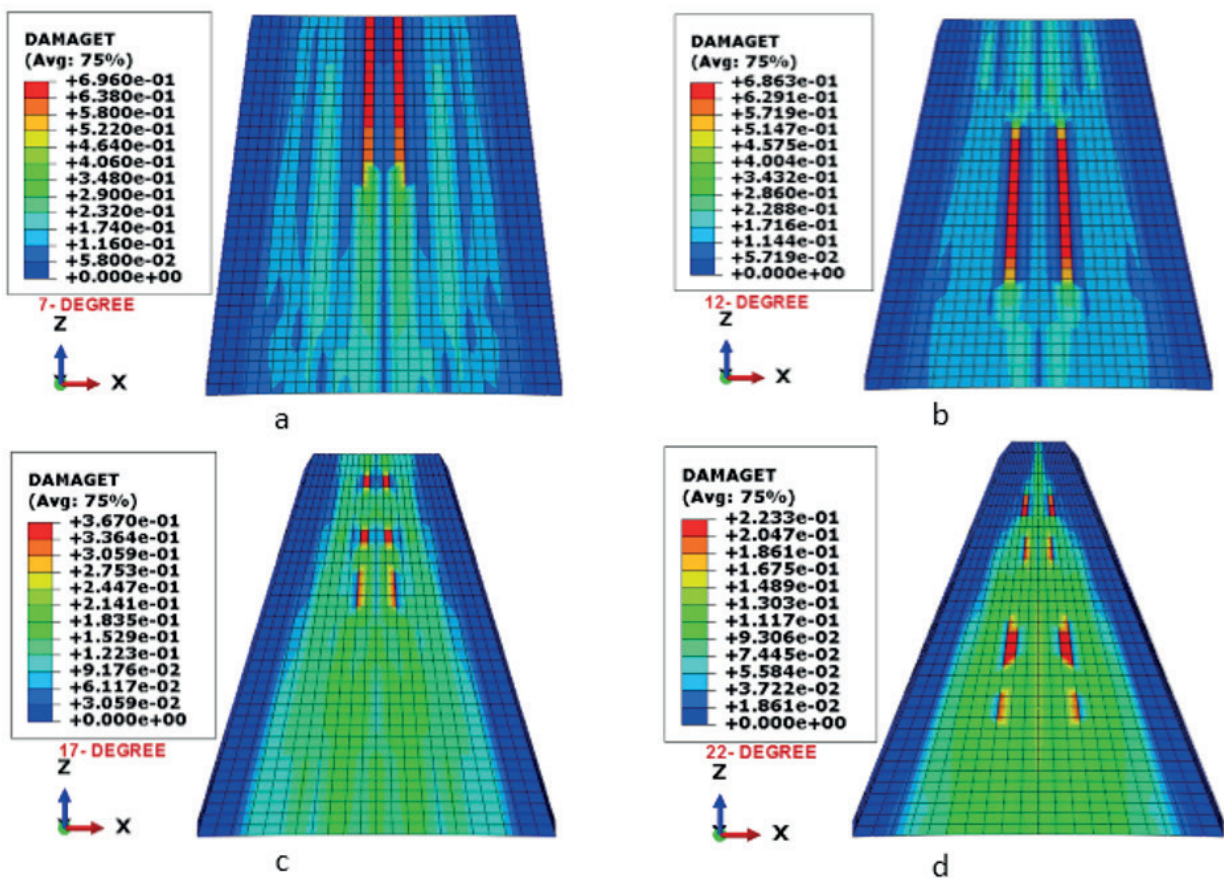 DAMAGET
(Avg: 75%)
+6.960e-01
+6.380e-01
+5.800e-01
+5.220e-01
+4.640e-01
+4.060e-01
+3.480e-01
+2.900e-01
+2.320e-01
+1.740e-01
+1.160e-01
+5.800e-02
+0.000e+00
7- DEGREE
Z
X
a
DAMAGET
(Avg: 75%)
+6.863e-01
+6.291e-01
+5.719e-01
+5.147e-01
+4.575e-01
+4.004e-01
+3.432e-01
+2.860e-01
+2.288e-01
+1.716e-01
+1.144e-01
+5.719e-02
+0.000e+00
12- DEGREE
Z
X
b
DAMAGET
(Avg: 75%)
+3.670e-01
+3.364e-01
+3.059e-01
+2.753e-01
+2.447e-01
+2.141e-01
+1.835e-01
+1.529e-01
+1.223e-01
+9.176e-02
+6.117e-02
+3.059e-02
+0.000e+00
17- DEGREE
Z
X
c
DAMAGET
(Avg: 75%)
+2.233e-01
+2.047e-01
+1.861e-01
+1.675e-01
+1.489e-01
+1.303e-01
+1.117e-01
+9.306e-02
+7.445e-02
+5.584e-02
+3.722e-02
+1.861e-02
+0.000e+00
22- DEGREE
Z
X
d